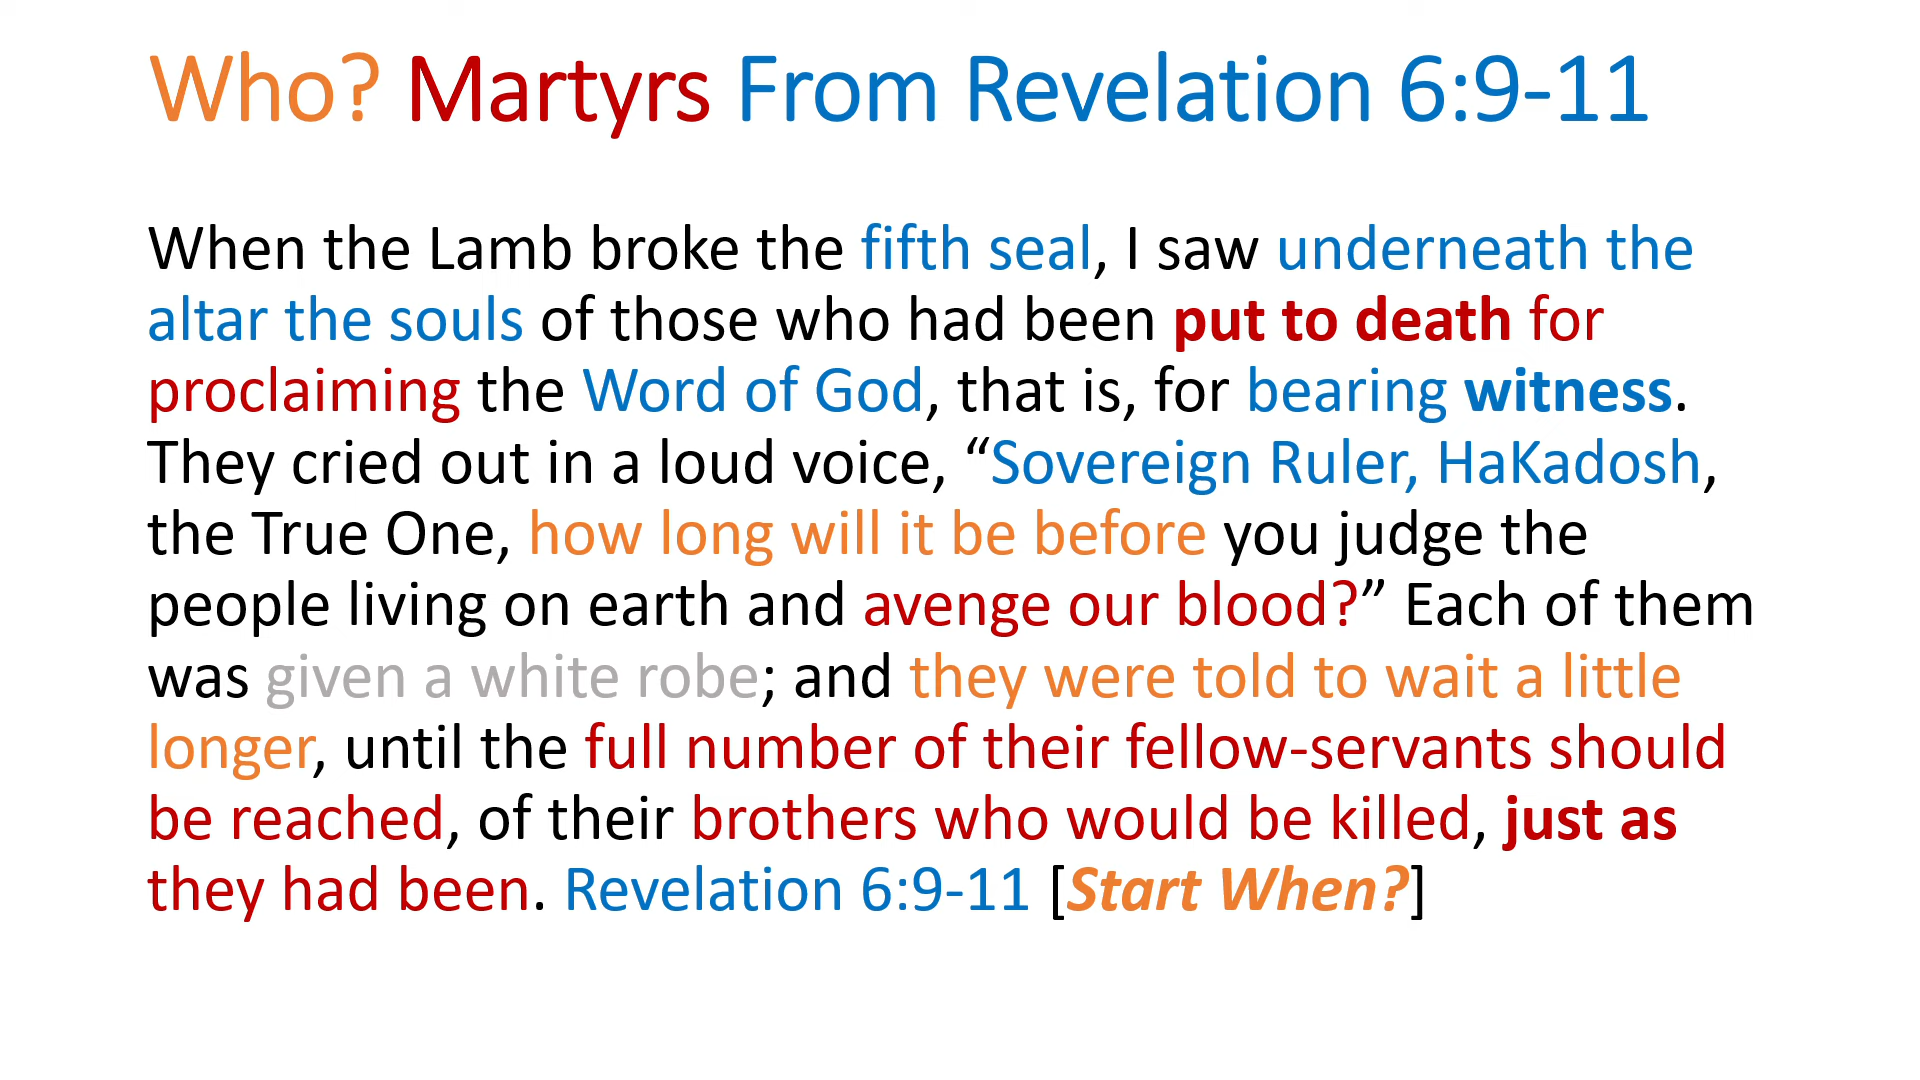 Who? Martyrs From Revelation 6:9-11
When the Lamb broke the fifth seal, I saw underneath the
altar the souls of those who had been put to death for
proclaiming the Word of God, that is, for bearing witness.
They cried out in a loud voice, “Sovereign Ruler, HaKadosh,
the True One, how long will it be before you judge the
people living on earth and avenge our blood?” Each of them
was given a white robe; and they were told to wait a little
longer, until the full number of their fellow-servants should
be reached, of their brothers who would be killed, just as
they had been. Revelation 6:9-11 [Start When?]